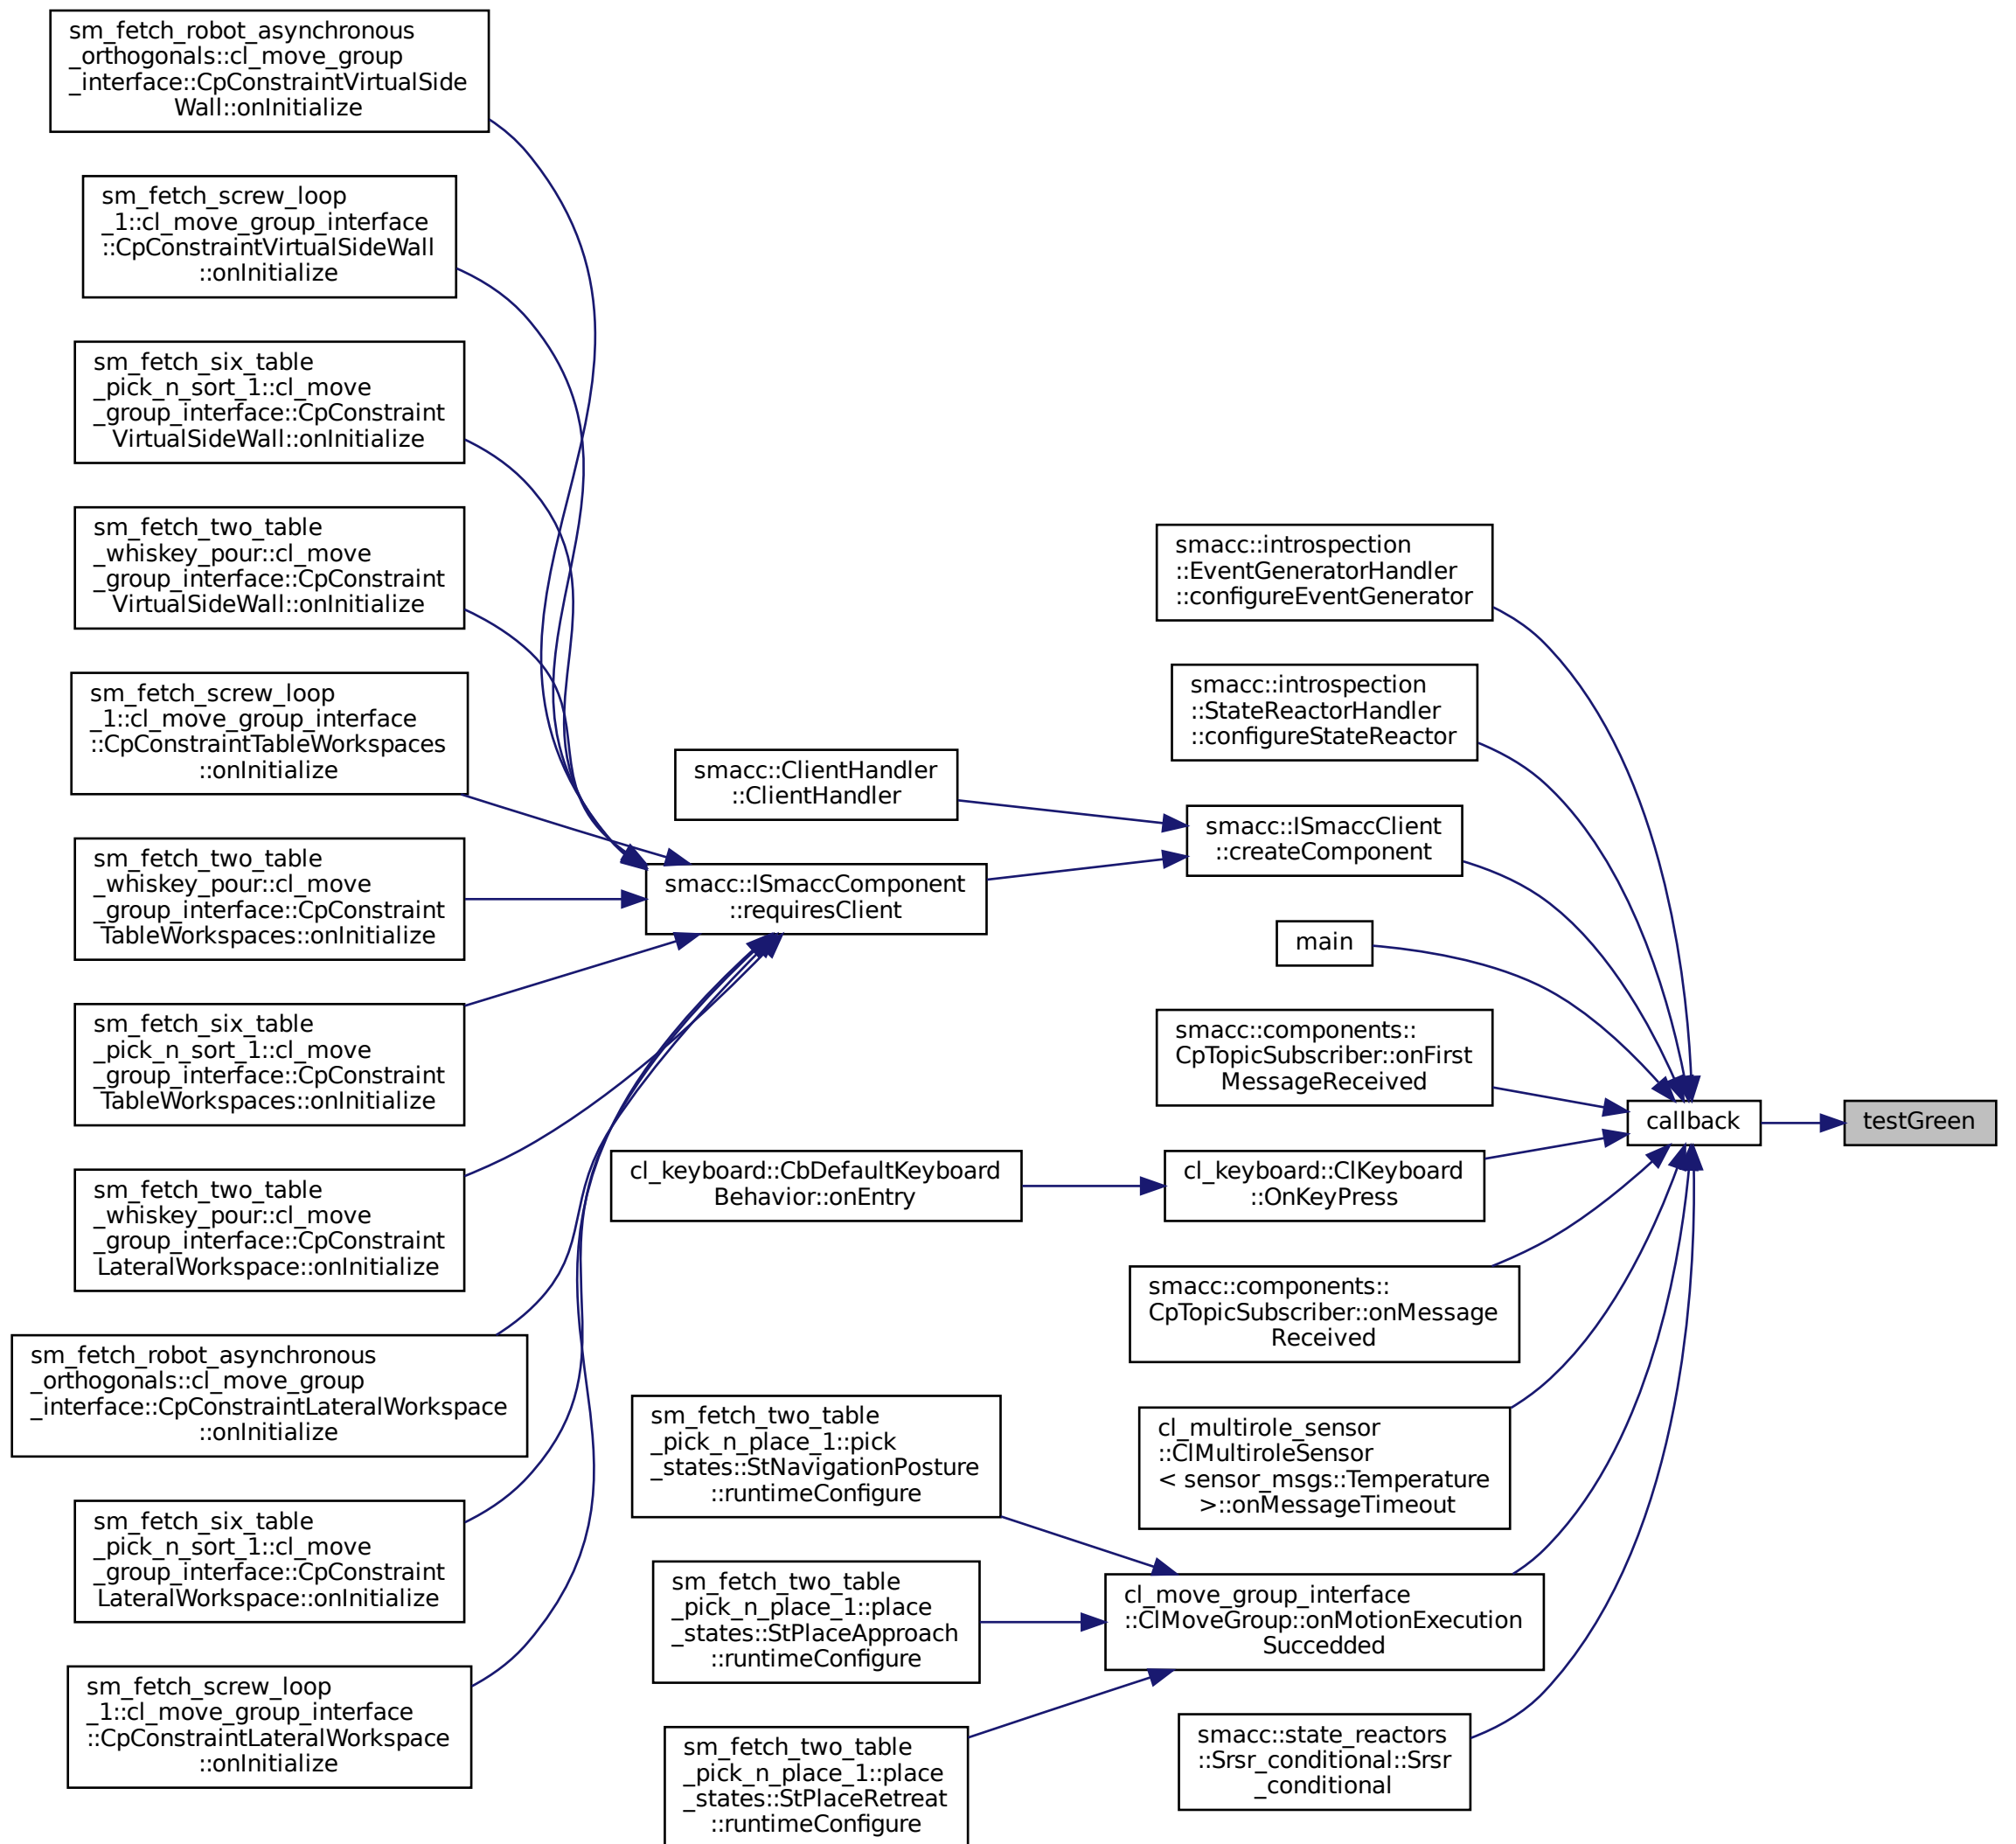 sm_fetch_robot_asynchronous
_orthogonals::cl_move_group
_interface::CpConstraintVirtualSide
Wall::onInitialize
sm_fetch_screw_loop
_1::cl_move_group_interface
::CpConstraintVirtualSideWall
::onInitialize
sm_fetch_six_table
_pick_n_sort_1::cl_move
_group_interface::CpConstraint
VirtualSideWall::onInitialize
sm_fetch_two_table
_whiskey_pour::cl_move
_group_interface::CpConstraint
VirtualSideWall::onInitialize
sm_fetch_screw_loop
_1::cl_move_group_interface
::CpConstraintTableWorkspaces
::onInitialize
sm_fetch_two_table
_whiskey_pour::cl_move
_group_interface::CpConstraint
TableWorkspaces::onInitialize
sm_fetch_six_table
_pick_n_sort_1::cl_move
_group_interface::CpConstraint
TableWorkspaces::onInitialize
sm_fetch_two_table
_whiskey_pour::cl_move
_group_interface::CpConstraint
LateralWorkspace::onInitialize
sm_fetch_robot_asynchronous
_orthogonals::cl_move_group
_interface::CpConstraintLateralWorkspace
::onInitialize
sm_fetch_six_table
_pick_n_sort_1::cl_move
_group_interface::CpConstraint
LateralWorkspace::onInitialize
sm_fetch_screw_loop
_1::cl_move_group_interface
::CpConstraintLateralWorkspace
::onInitialize
smacc::ClientHandler
::ClientHandler
smacc::ISmaccComponent
::requiresClient
cl_keyboard::CbDefaultKeyboard
Behavior::onEntry
sm_fetch_two_table
_pick_n_place_1::pick
_states::StNavigationPosture
::runtimeConfigure
sm_fetch_two_table
_pick_n_place_1::place
_states::StPlaceApproach
::runtimeConfigure
sm_fetch_two_table
_pick_n_place_1::place
_states::StPlaceRetreat
::runtimeConfigure
smacc::introspection
::EventGeneratorHandler
::configureEventGenerator
smacc::introspection
::StateReactorHandler
::configureStateReactor
smacc::ISmaccClient
::createComponent
main
smacc::components::
CpTopicSubscriber::onFirst
MessageReceived
cl_keyboard::ClKeyboard
::OnKeyPress
smacc::components::
CpTopicSubscriber::onMessage
Received
cl_multirole_sensor
::ClMultiroleSensor
< sensor_msgs::Temperature
>::onMessageTimeout
cl_move_group_interface
::ClMoveGroup::onMotionExecution
Succedded
smacc::state_reactors
::Srsr_conditional::Srsr
_conditional
callback
testGreen